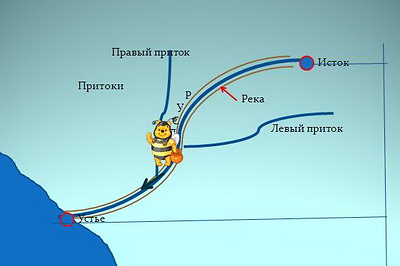 Правый приток
Исток
Притоки
Р
Река
У
Левый приток
Устье